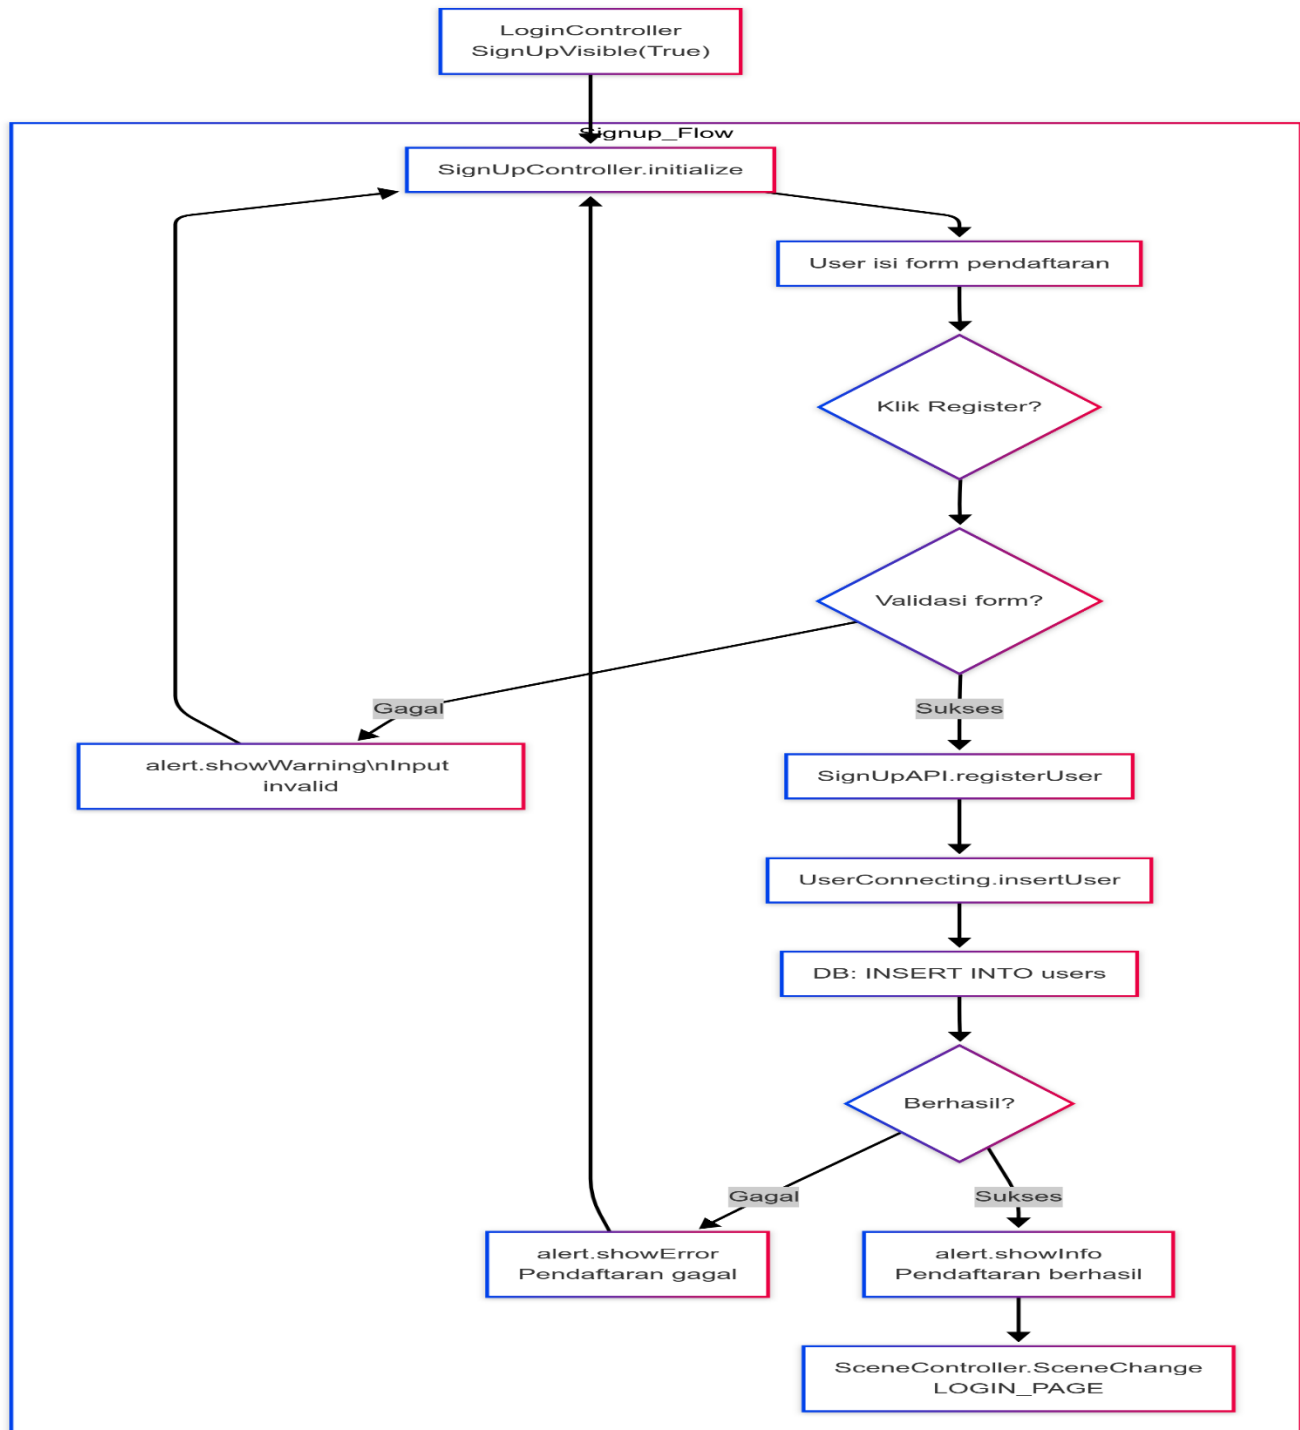 LoginController
SignUpVisible(True)
Signup_Flow
SignUpController.initialize
User isi form pendaftaran
Klik Register?
Validasi form?
Gagal
Sukses
alert.showWarning\nInput
invalid
SignUpAPI.registerUser
UserConnecting.insertUser
DB: INSERT INTO users
Berhasil?
Gagal
Sukses
alert.showError
Pendaftaran gagal
alert.showInfo
Pendaftaran berhasil
SceneController.SceneChange
LOGIN_PAGE